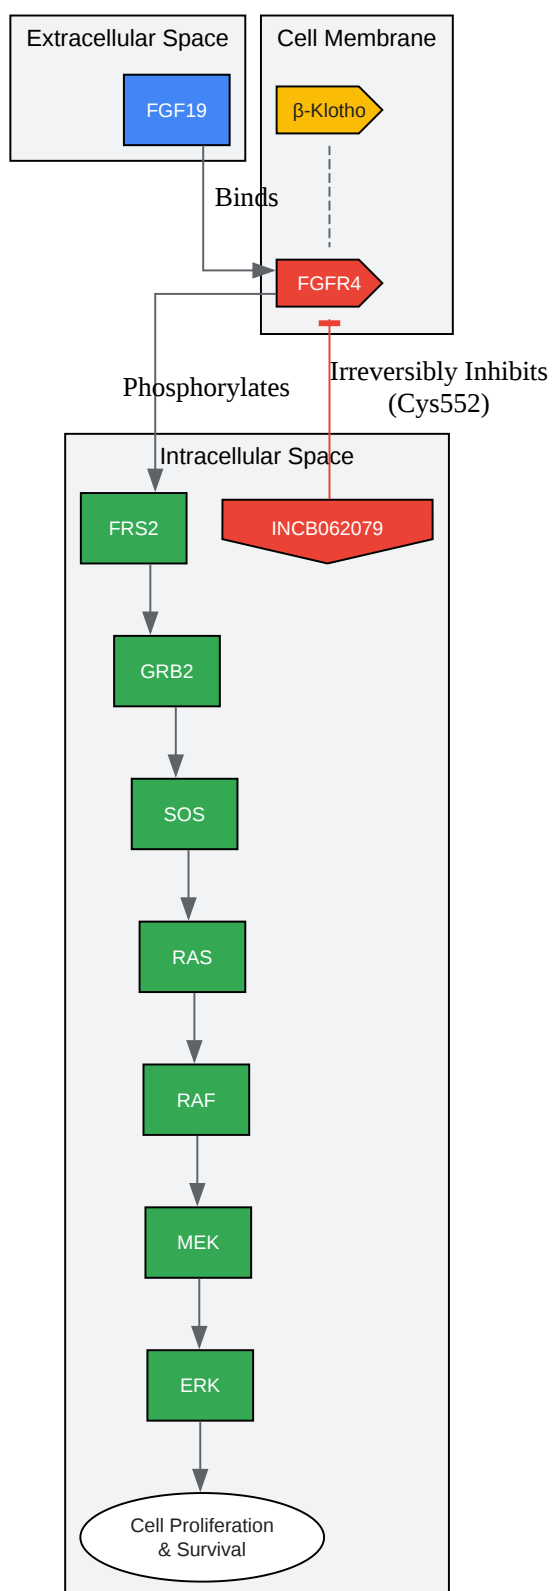 Extracellular Space
Cell Membrane
FGF19
β-Klotho
Binds
FGFR4
Phosphorylates
Irreversibly Inhibits
(Cys552)
Intracellular Space
FRS2
INCB062079
GRB2
SOS
RAS
RAF
MEK
ERK
Cell Proliferation
& Survival